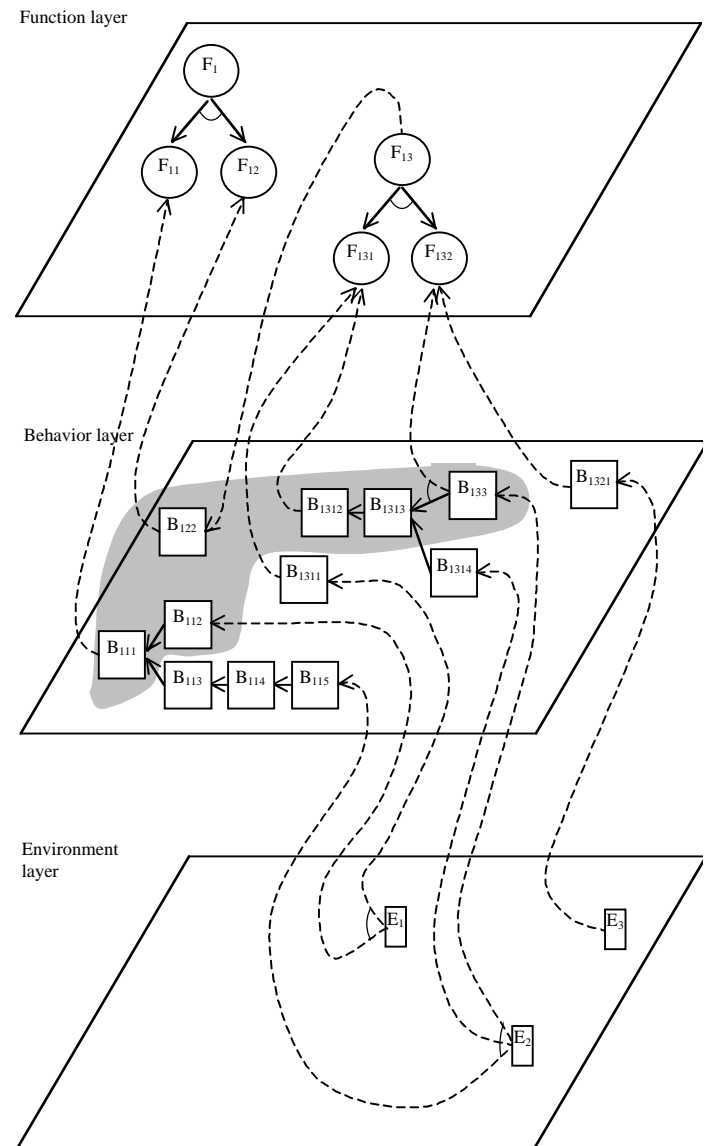 Function layer
F1
F11
F12
F13
F131
F132
Behavior layer
B1321
B133
B1312
B1313
B122
B1314
B1311
B112
B111
B113
B114
B115
Environment
layer
E1
E3
E2